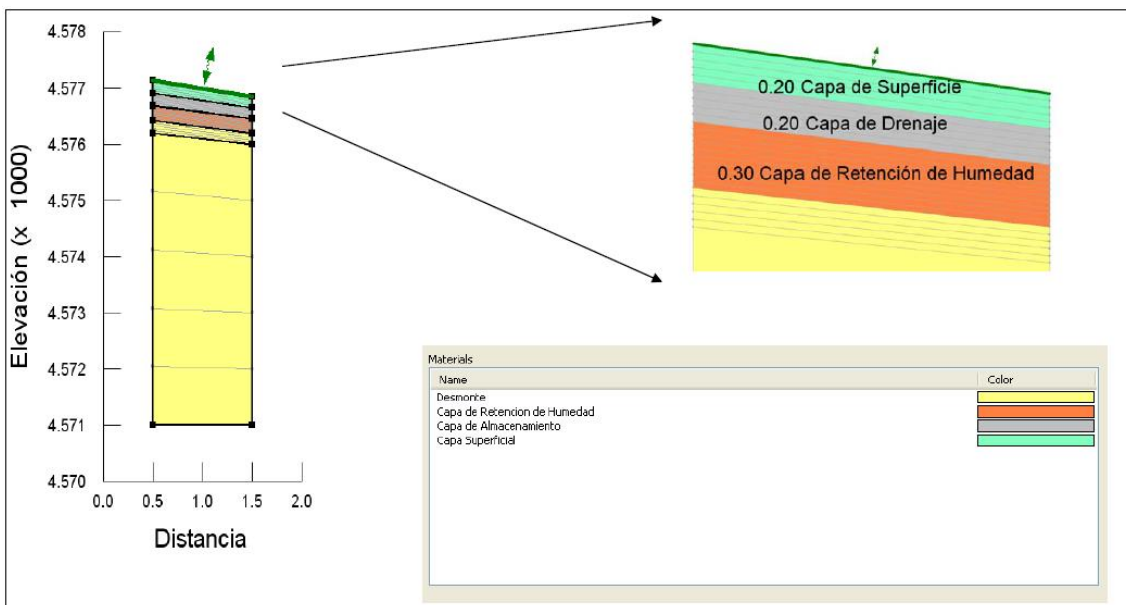 4.578
4.577
4.576
4.575
4.574
4.573
4.572
4.571
4.570
Elevación (x 1000)
0.0 0.5 1.0 1.5 2.0
Distancia
0.20 Capa de Superficie
0.20 Capa de Drenaje
0.30 Capa de Retención de Humedad
Materials
Name Color
Desmonte
Capa de Retencion de Humedad
Capa de Almacenamiento
Capa Superficial